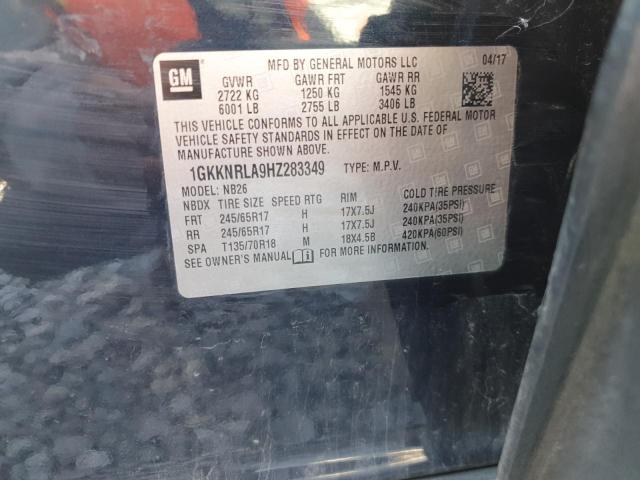 GM
MFD BY GENERAL MOTORS LLC 04/17
GVWR GAWR FRT GAWR RR
2722 KG 1250 KG 1545 KG
6001 LB 2755 LB 3406 LB
THIS VEHICLE CONFORMS TO ALL APPLICABLE U.S. FEDERAL MOTOR
VEHICLE SAFETY STANDARDS IN EFFECT ON THE DATE OF
MANUFACTURE SHOWN ABOVE.
1GKKNRLA9HZ283349 TYPE: M.P.V.
MODEL: NB26
NBDX TIRE SIZE SPEED RTG RIM COLD TIRE PRESSURE
FRT 245/65R17 H 17X7.5J 240KPA(35PSI)
RR 245/65R17 H 17X7.5J 240KPA(35PSI)
SPA T135/70R18 M 18X4.5B 420KPA(60PSI)
SEE OWNER'S MANUAL FOR MORE INFORMATION.